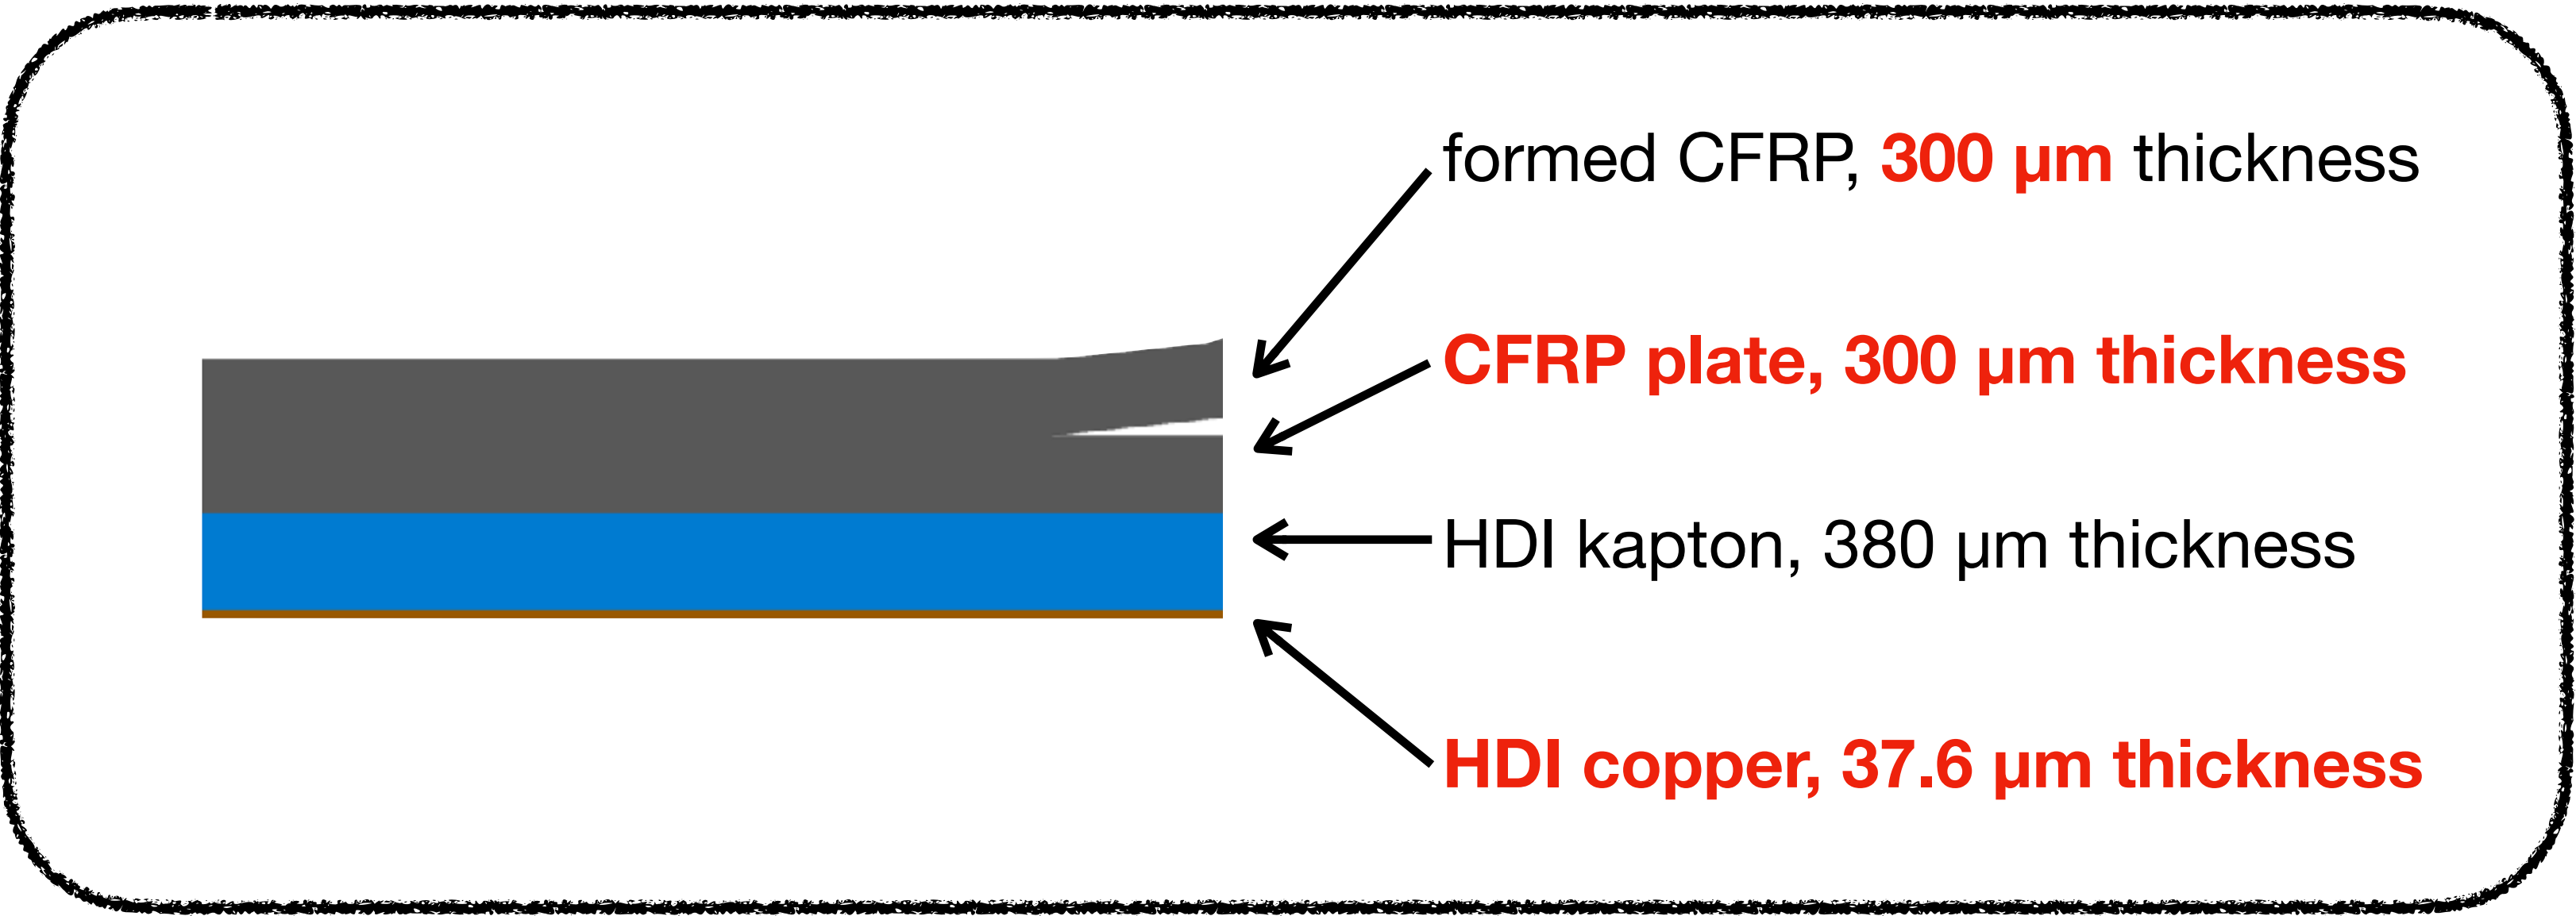 formed CFRP, 300 µm thickness
CFRP plate, 300 µm thickness
HDI kapton, 380 µm thickness
HDI copper, 37.6 µm thickness